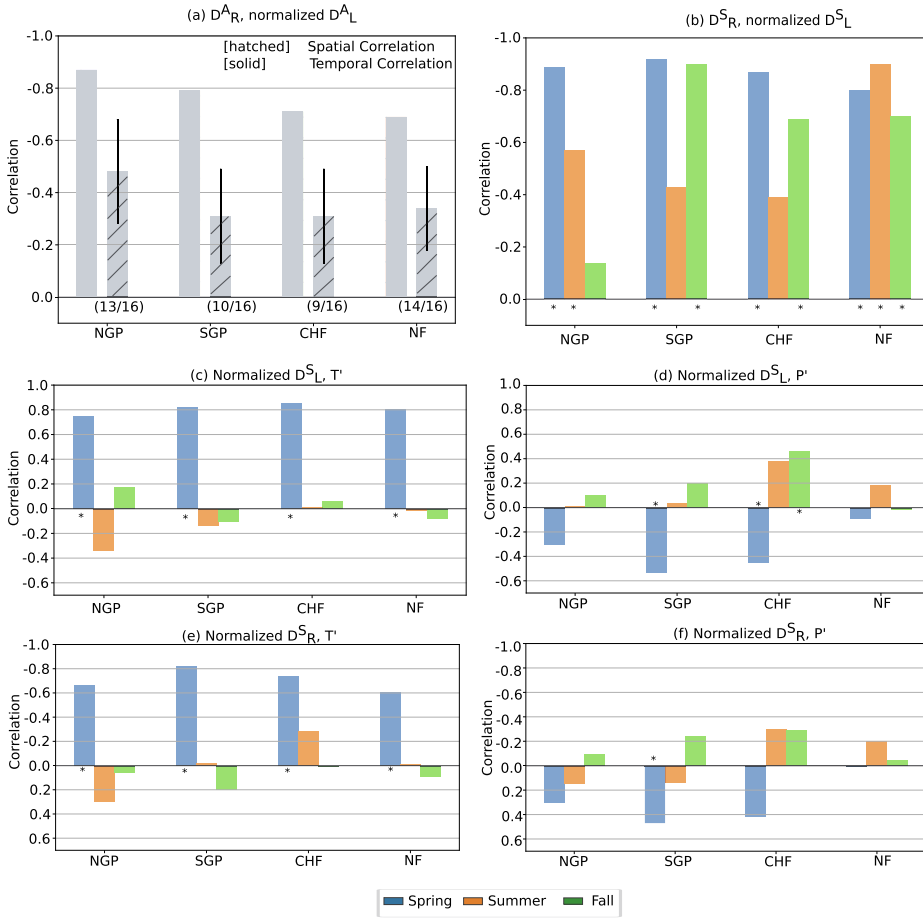 (a) D^A_R, normalized D^A_L
-1.0
-0.8
-0.6
-0.4
-0.2
0.0
Correlation
[hatched] Spatial Correlation
[solid] Temporal Correlation
(13/16) (10/16) (9/16) (14/16)
NGP SGP CHF NF
(b) D^S_R, normalized D^S_L
-1.0
-0.8
-0.6
-0.4
-0.2
0.0
Correlation
* * * * * * * * *
NGP SGP CHF NF
(c) Normalized D^S_L, T'
1.0
0.8
0.6
0.4
0.2
0.0
-0.2
-0.4
-0.6
Correlation
* * * *
NGP SGP CHF NF
(d) Normalized D^S_L, P'
1.0
0.8
0.6
0.4
0.2
0.0
-0.2
-0.4
-0.6
Correlation
* * *
NGP SGP CHF NF
(e) Normalized D^S_R, T'
-1.0
-0.8
-0.6
-0.4
-0.2
0.0
0.2
0.4
0.6
Correlation
* * * *
NGP SGP CHF NF
(f) Normalized D^S_R, P'
-1.0
-0.8
-0.6
-0.4
-0.2
0.0
0.2
0.4
0.6
Correlation
*
NGP SGP CHF NF
Spring Summer Fall